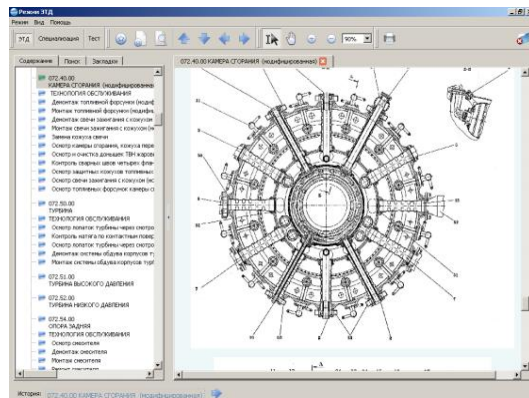 Режим ЭТД
Режим Вид Помощь
ЭТД Специализация Тест
90%
Содержание Поиск Закладки
072.40.00 КАМЕРА СГОРАНИЯ (модифицированная)
072.40.00
КАМЕРА СГОРАНИЯ (модифицированная
ТЕХНОЛОГИЯ ОБСЛУЖИВАНИЯ
Демонтаж топливной форсунки (модиф
Монтаж топливной форсунки (модифиц
Демонтаж свечи зажигания с кожухом
Монтаж свечи зажигания с кожухом (м
Замена кожуха свечи
Осмотр камеры сгорания, кожуха пере
Осмотр и очистка донышек ТВН жаров
Контроль сварных швов четырех флан
Осмотр защитных кожухов топливных
Осмотр свечи зажигания с кожухом (м
Осмотр топливных форсунок камеры с
072.50.00
ТУРБИНА
ТЕХНОЛОГИЯ ОБСЛУЖИВАНИЯ
Осмотр лопаток турбины через смотро
Контроль натяга по контактным повер
Осмотр лопаток турбины через смотро
Демонтаж системы обдува корпусов т
Монтаж системы обдува корпусов тур
072.51.00
ТУРБИНА ВЫСОКОГО ДАВЛЕНИЯ
072.52.00
ТУРБИНА НИЗКОГО ДАВЛЕНИЯ
072.54.00
ОПОРА ЗАДНЯЯ
ТЕХНОЛОГИЯ ОБСЛУЖИВАНИЯ
Осмотр смесителя
Демонтаж смесителя
Монтаж смесителя
Ремонт смесителя
История: 072.40.00 КАМЕРА СГОРАНИЯ (модифицированная)